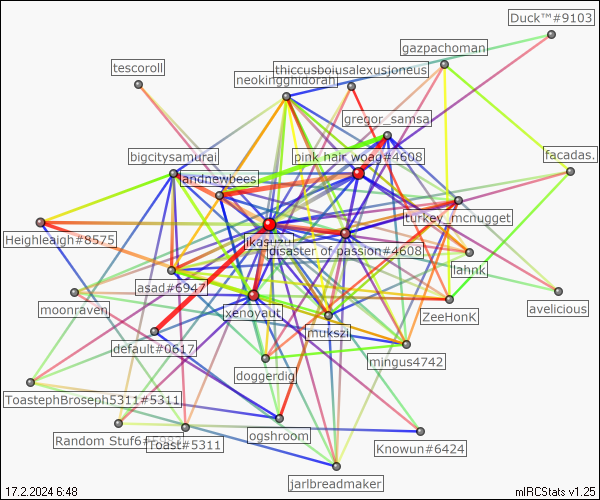 Duck™#9103
gazpachoman
tescoroll
thiccusboiusalexusjoneus
neokingghidorah
gregor_samsa
bigcitysamurai
pink hair woag#4608
facadas.
landnewbees
turkey_mcnugget
Heighleaigh#8575
ikasuzu
disaster of passion#4608
lahnk
asad#6947
moonraven
xenoyaut
ZeeHonK
avelicious
mukszi
default#0617
mingus4742
doggerdig
ToastephBroseph5311#5311
Random Stuf6
Toast#5311
ogshroom
Knowun#6424
jarlbreadmaker
17.2.2024 6:48
mIRCStats v1.25